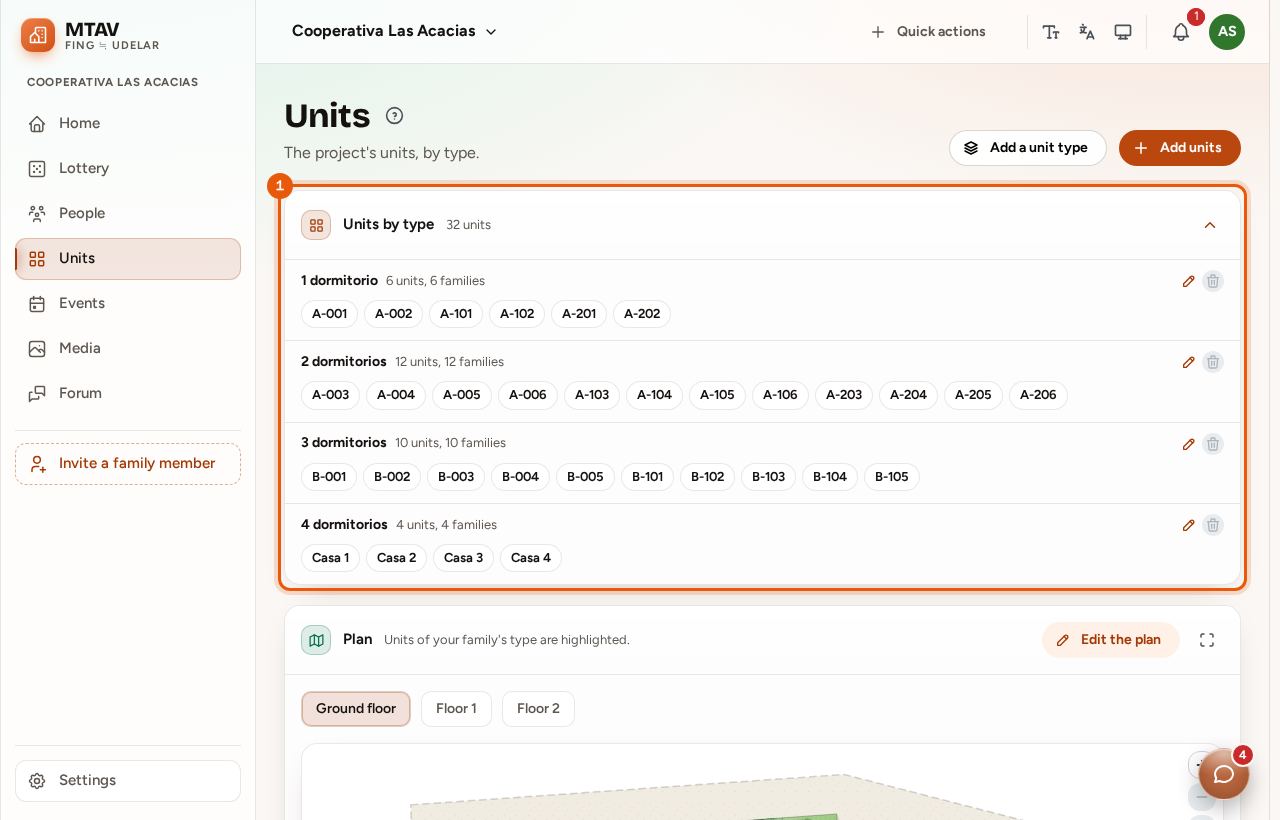 MTAV
FING ≒ UDELAR
COOPERATIVA LAS ACACIAS
Home
Lottery
People
Units
Events
Media
Forum
Invite a family member
Settings
Cooperativa Las Acacias
Quick actions
1
AS
Units
The project's units, by type.
Add a unit type
Add units
1
Units by type 32 units
1 dormitorio 6 units, 6 families
A-001 A-002 A-101 A-102 A-201 A-202
2 dormitorios 12 units, 12 families
A-003 A-004 A-005 A-006 A-103 A-104 A-105 A-106 A-203 A-204 A-205 A-206
3 dormitorios 10 units, 10 families
B-001 B-002 B-003 B-004 B-005 B-101 B-102 B-103 B-104 B-105
4 dormitorios 4 units, 4 families
Casa 1 Casa 2 Casa 3 Casa 4
Plan Units of your family's type are highlighted.
Edit the plan
Ground floor Floor 1 Floor 2
4